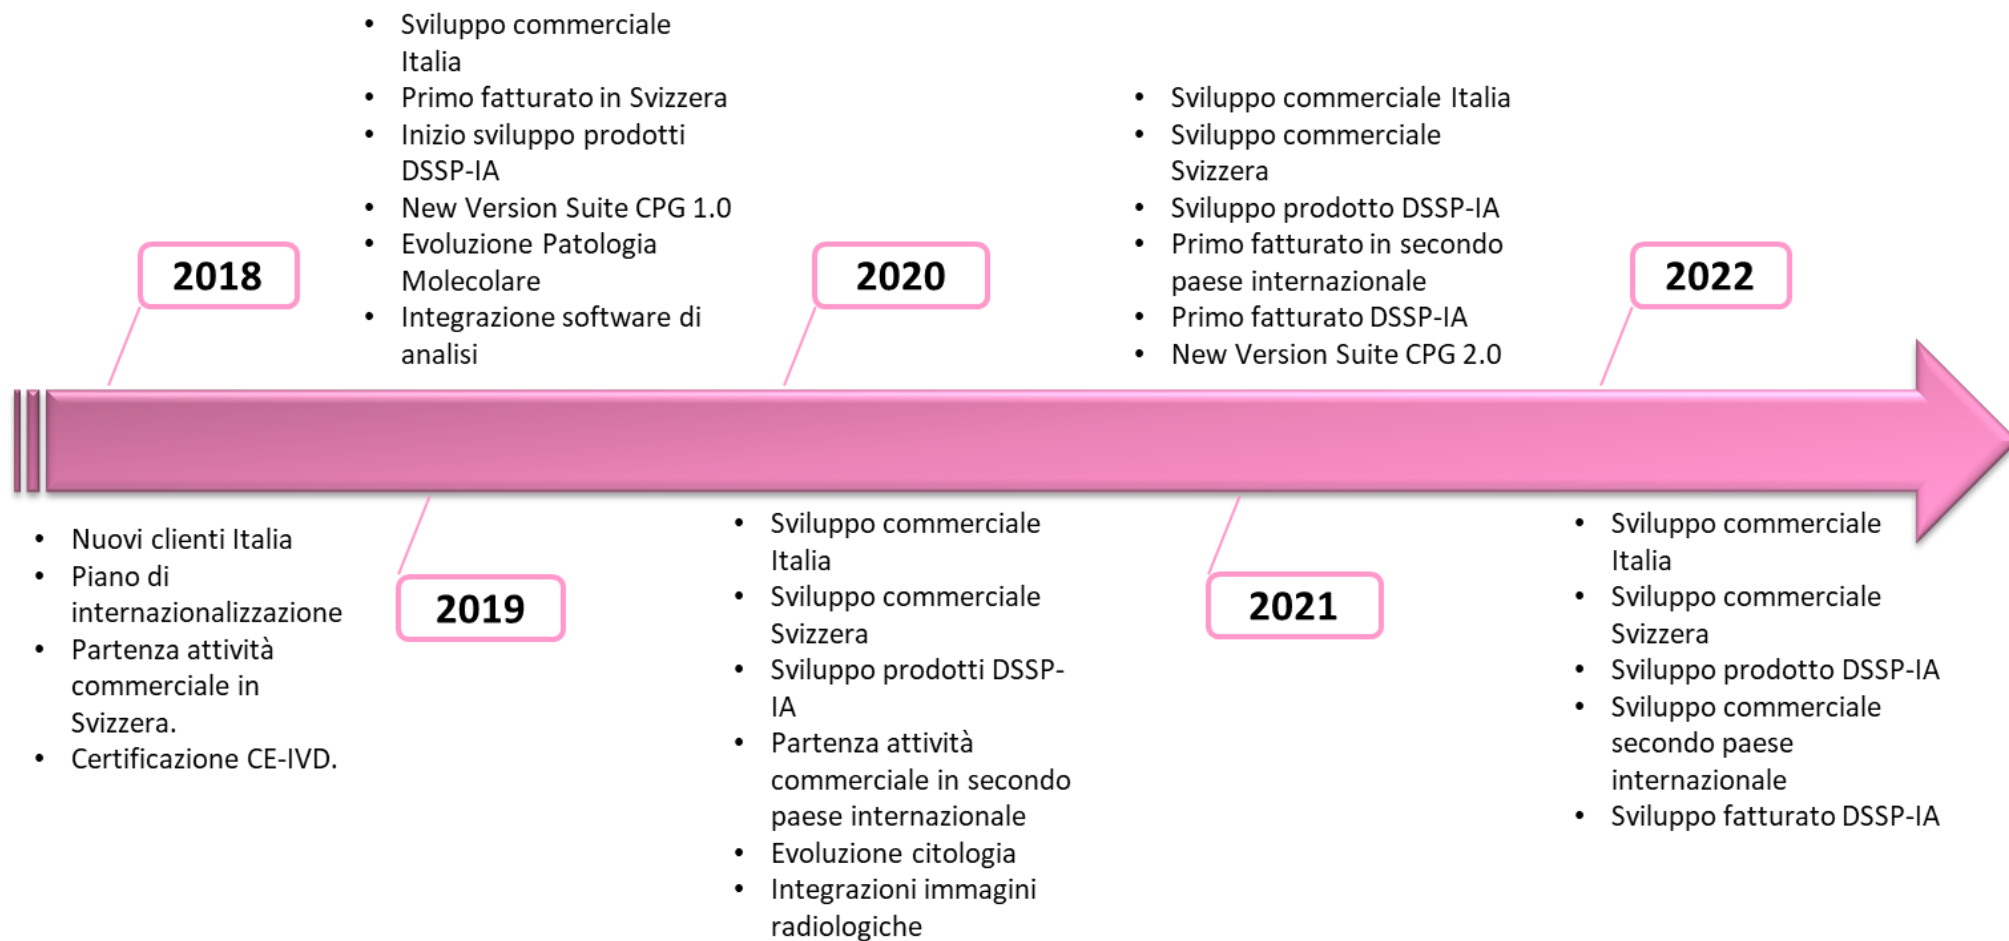 2018
• Nuovi clienti Italia
• Piano di
internazionalizzazione
• Partenza attività
commerciale in
Svizzera.
• Certificazione CE-IVD.
• Sviluppo commerciale
Italia
• Primo fatturato in Svizzera
• Inizio sviluppo prodotti
DSSP-IA
• New Version Suite CPG 1.0
• Evoluzione Patologia
Molecolare
• Integrazione software di
analisi
2019
2020
• Sviluppo commerciale
Italia
• Sviluppo commerciale
Svizzera
• Sviluppo prodotti DSSP-
IA
• Partenza attività
commerciale in secondo
paese internazionale
• Evoluzione citologia
• Integrazioni immagini
radiologiche
• Sviluppo commerciale Italia
• Sviluppo commerciale
Svizzera
• Sviluppo prodotto DSSP-IA
• Primo fatturato in secondo
paese internazionale
• Primo fatturato DSSP-IA
• New Version Suite CPG 2.0
2021
2022
• Sviluppo commerciale
Italia
• Sviluppo commerciale
Svizzera
• Sviluppo prodotto DSSP-IA
• Sviluppo commerciale
secondo paese
internazionale
• Sviluppo fatturato DSSP-IA